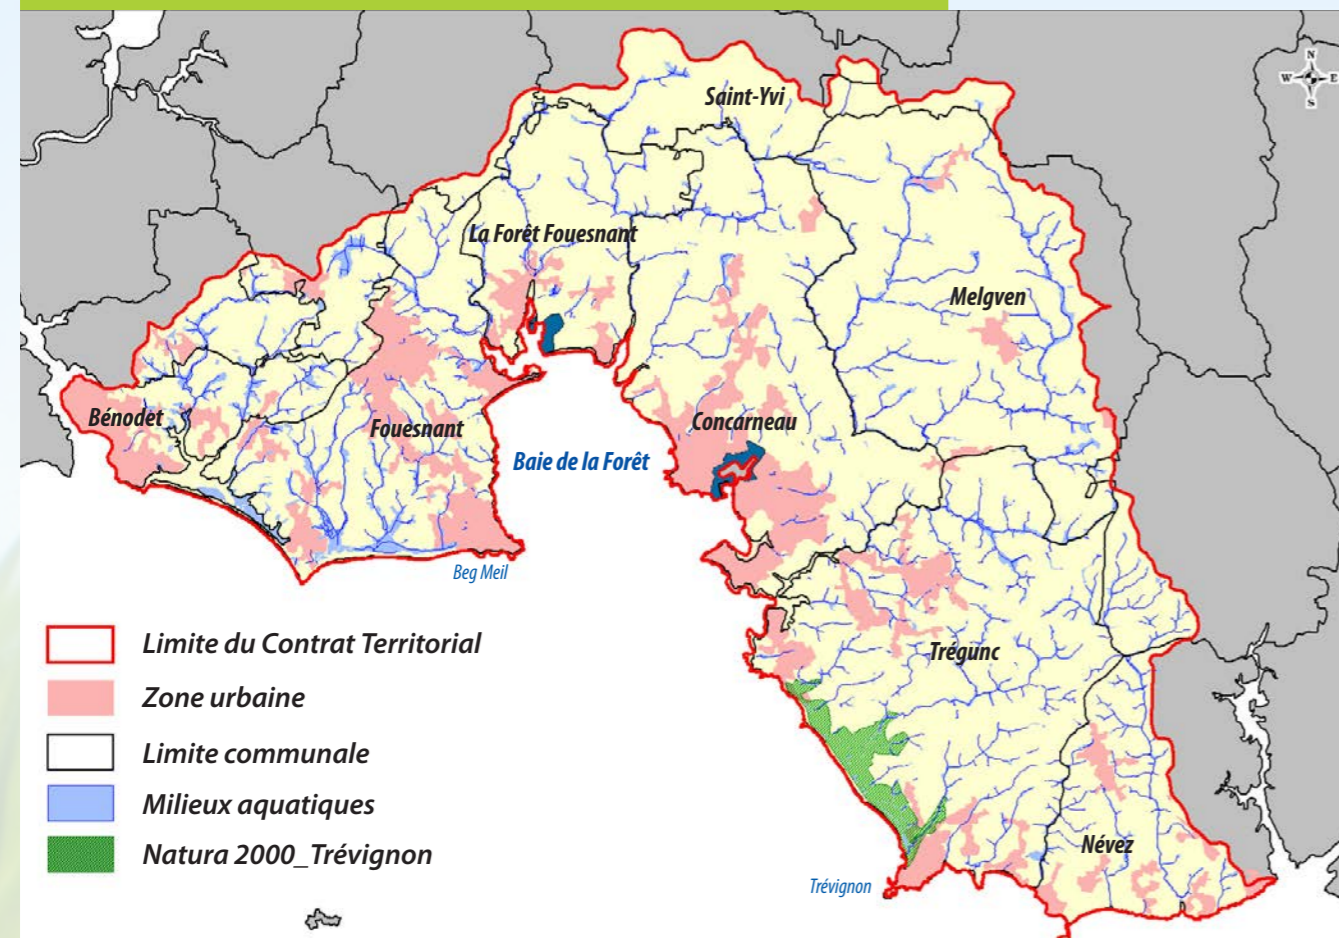 N
W E
S
Saint-Yvi
La Forêt Fouesnant
Melgven
Bénodet
Fouesnant
Concarneau
Baie de la Forêt
Beg Meil
Trégunc
Névez
Trévignon
Limite du Contrat Territorial
Zone urbaine
Limite communale
Milieux aquatiques
Natura 2000_Trévignon